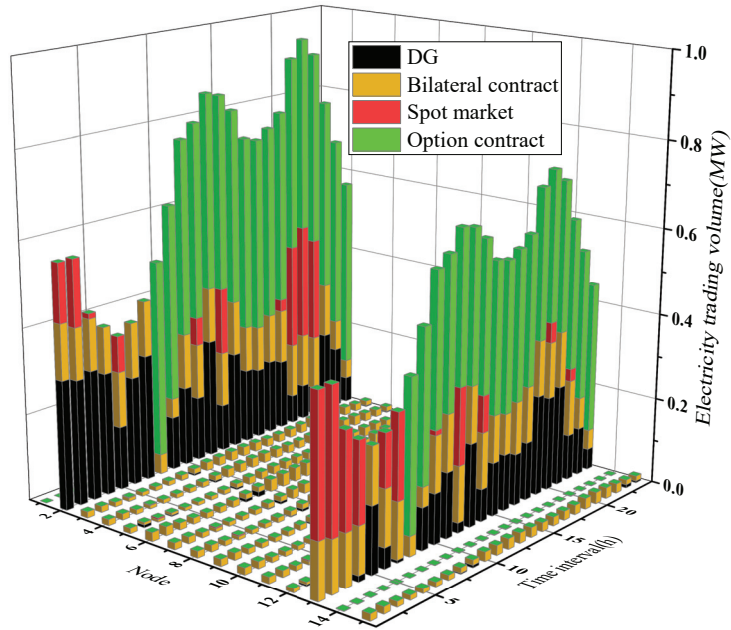 DG
Bilateral contract
Spot market
Option contract
1.0
0.8
0.6
0.4
0.2
0.0
Electricity trading volume(MW)
2
4
6
8
10
12
14
Node
5
10
15
20
Time interval(h)